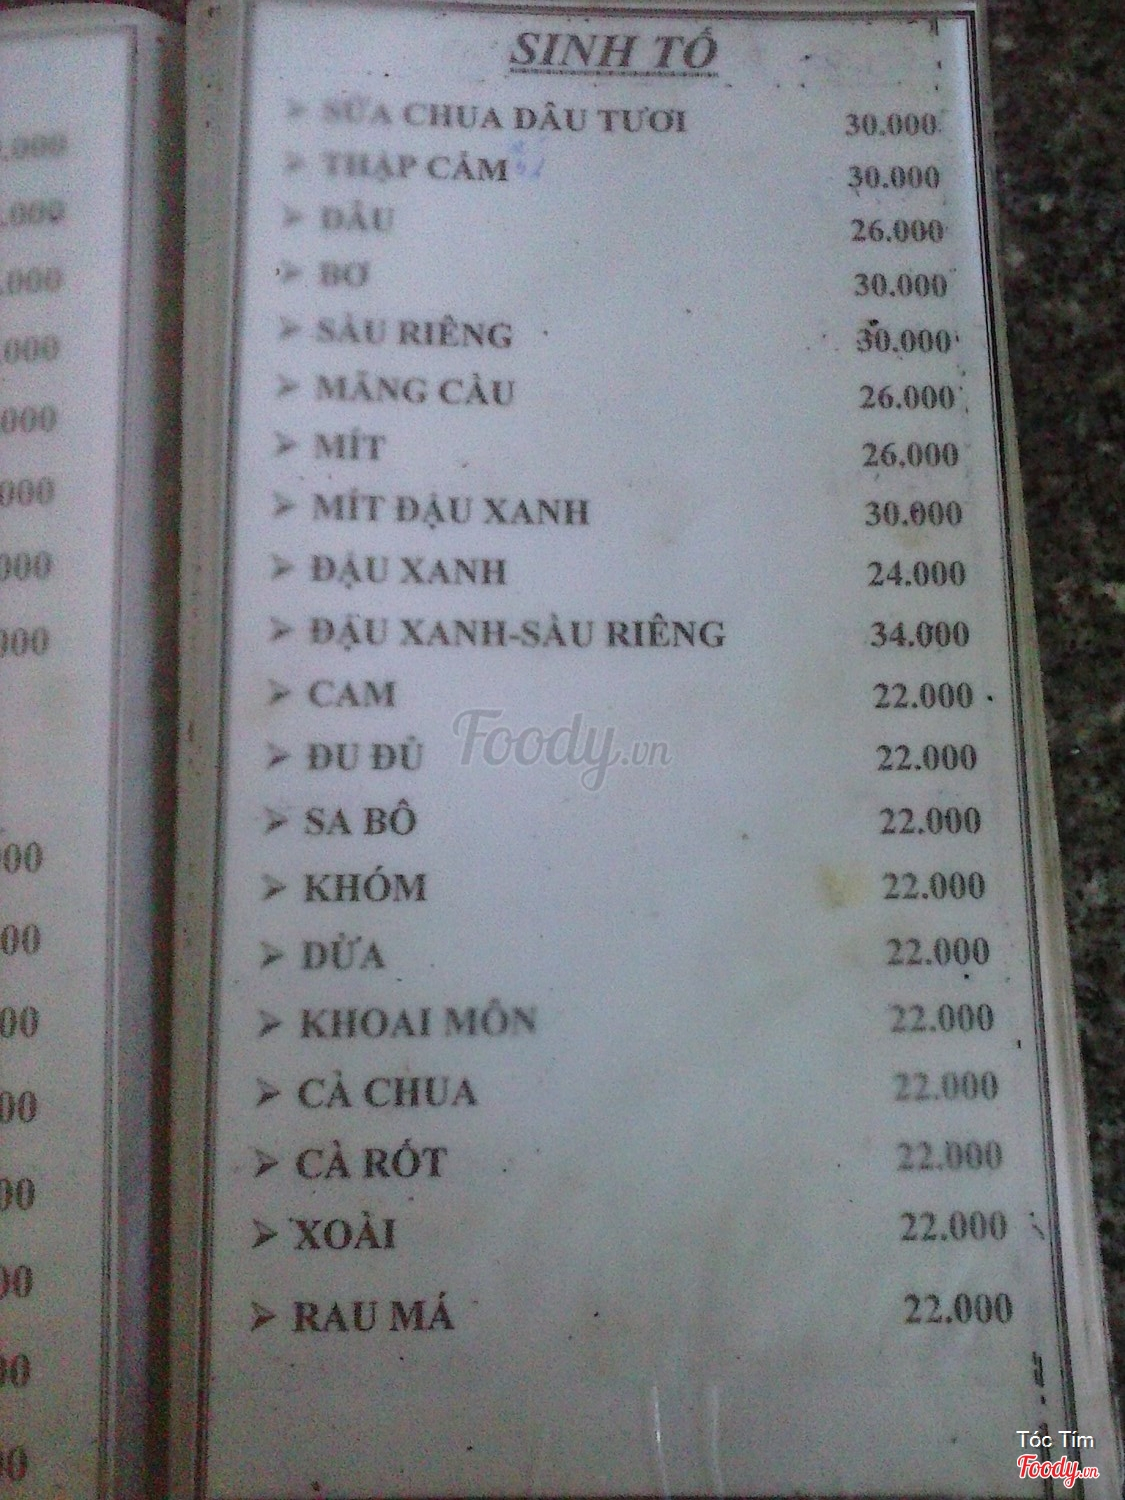 SINH TỐ
SỮA CHUA DÂU TƯƠI 30.000
THẬP CẨM 30.000
DÂU 26.000
BƠ 30.000
SẦU RIÊNG 30.000
MÃNG CẦU 26.000
MÍT 26.000
MÍT ĐẬU XANH 30.000
ĐẬU XANH 24.000
ĐẬU XANH-SẦU RIÊNG 34.000
CAM 22.000
ĐU ĐỦ 22.000
SA BÔ 22.000
KHÓM 22.000
DỪA 22.000
KHOAI MÔN 22.000
CÀ CHUA 22.000
CÀ RỐT 22.000
XOÀI 22.000
RAU MÁ 22.000
Foody.vn
Tóc Tím
Foody.vn